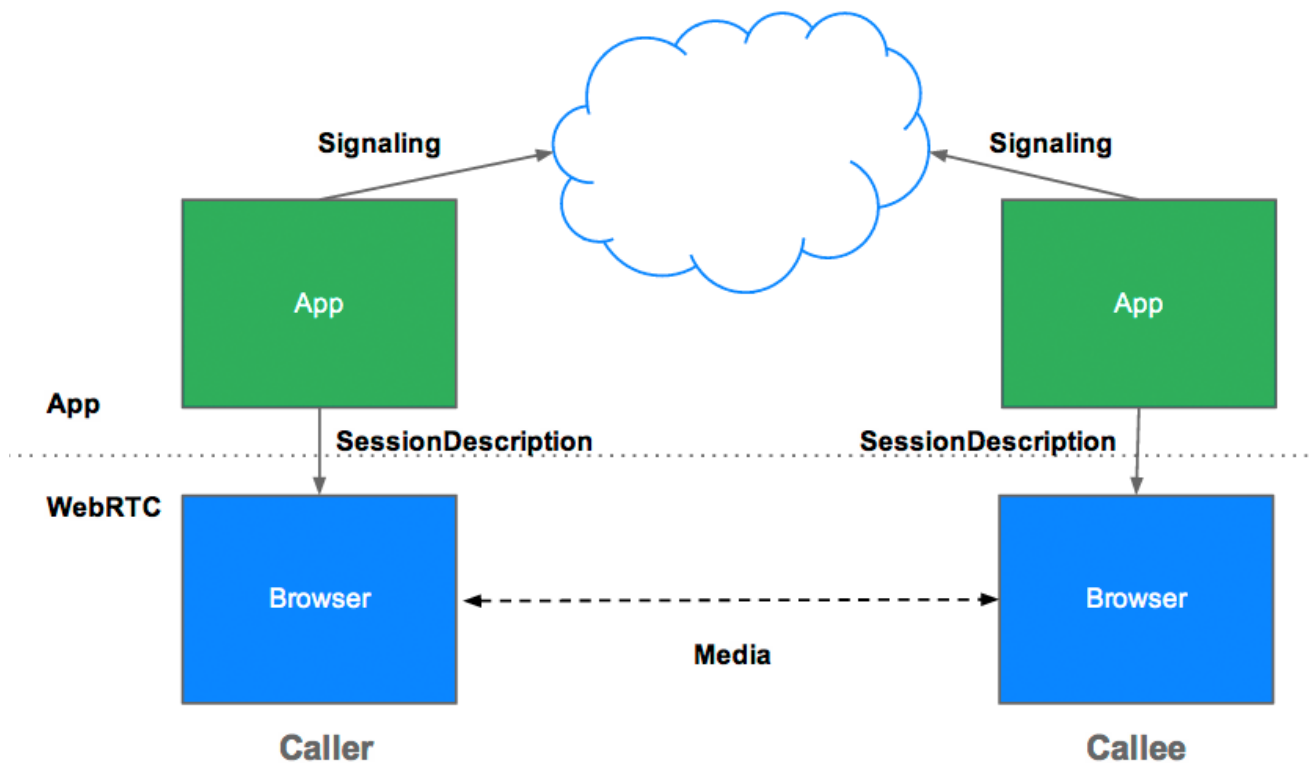 Signaling
Signaling
App
App
App
SessionDescription
SessionDescription
WebRTC
Browser
Browser
Media
Caller
Callee